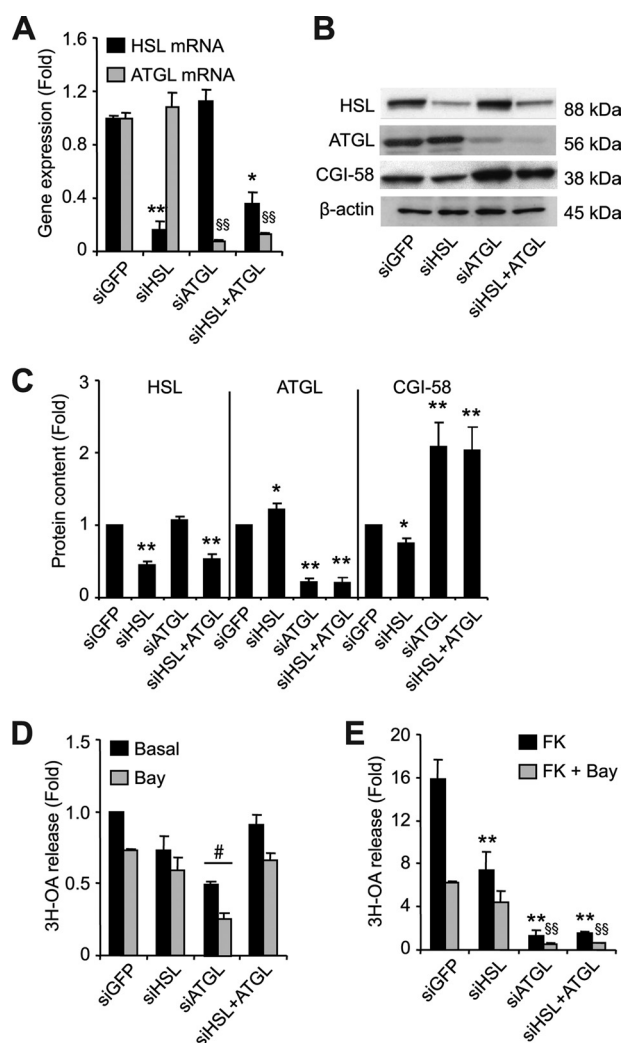 A
Gene expression (Fold)
1.6
1.2
0.8
0.4
0
HSL mRNA
ATGL mRNA
**
§§
*
§§
siGFP
siHSL
siATGL
siHSL+ATGL
B
HSL
88 kDa
ATGL
56 kDa
CGI-58
38 kDa
β-actin
45 kDa
siGFP
siHSL
siATGL
siHSL+ATGL
C
Protein content (Fold)
3
2
1
0
HSL
ATGL
CGI-58
**
**
*
**
**
*
**
**
siGFP
siHSL
siATGL
siHSL+ATGL
siGFP
siHSL
siATGL
siHSL+ATGL
siGFP
siHSL
siATGL
siHSL+ATGL
D
3H-OA release (Fold)
1.5
1.0
0.5
0
Basal
Bay
#
siGFP
siHSL
siATGL
siHSL+ATGL
E
3H-OA release (Fold)
20
16
12
8
4
0
FK
FK + Bay
**
**
§§
**
§§
siGFP
siHSL
siATGL
siHSL+ATGL